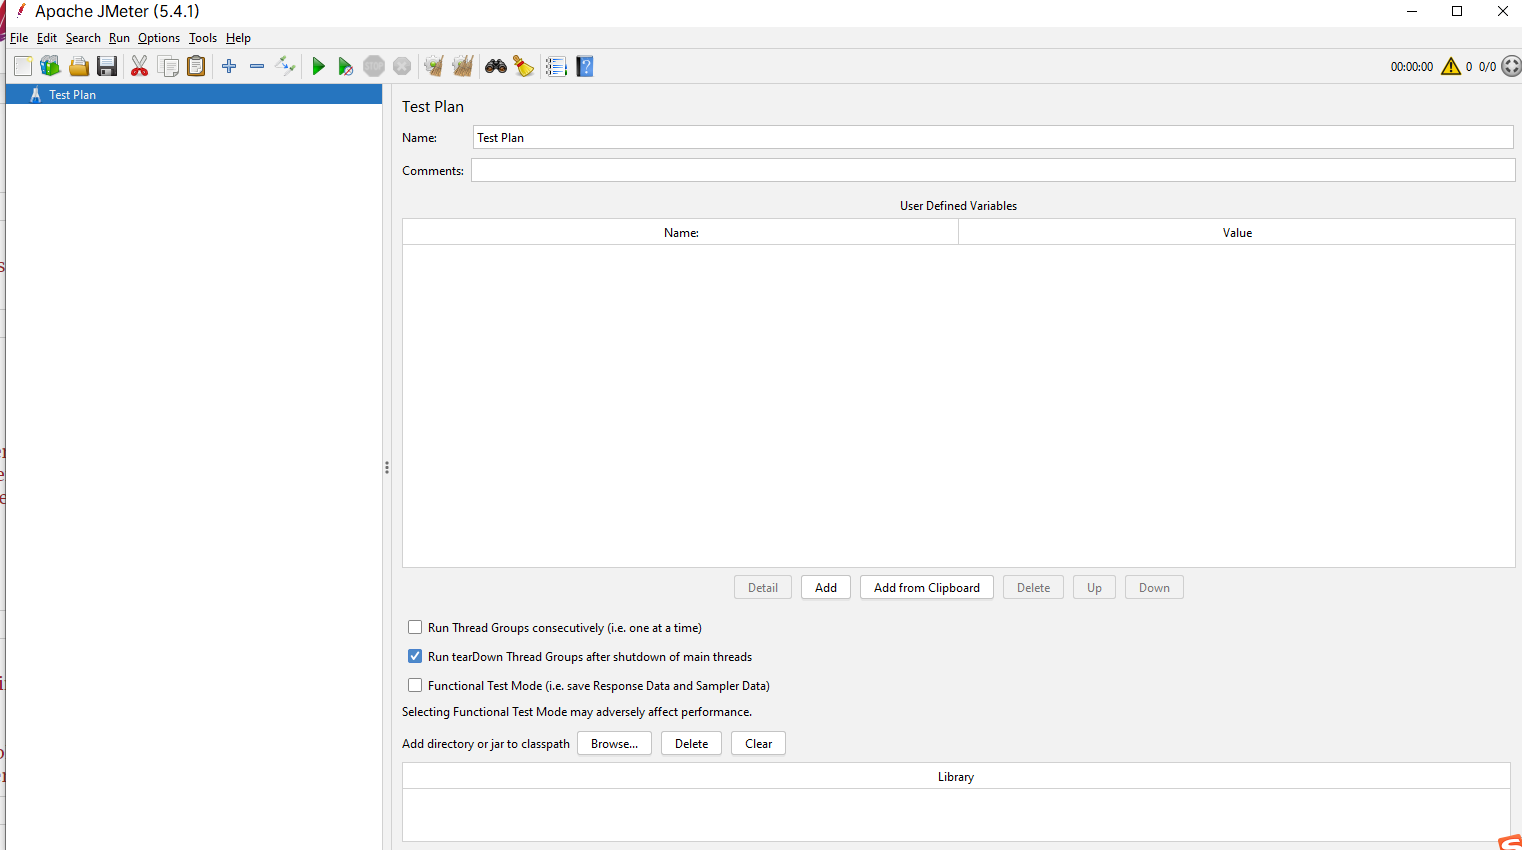 Apache JMeter (5.4.1)
File Edit Search Run Options Tools Help
STOP
?
00:00:00 0 0/0
Test Plan
Test Plan
Name: Test Plan
Comments:
User Defined Variables
Name: Value
Detail Add Add from Clipboard Delete Up Down
Run Thread Groups consecutively (i.e. one at a time)
Run tearDown Thread Groups after shutdown of main threads
Functional Test Mode (i.e. save Response Data and Sampler Data)
Selecting Functional Test Mode may adversely affect performance.
Add directory or jar to classpath Browse... Delete Clear
Library